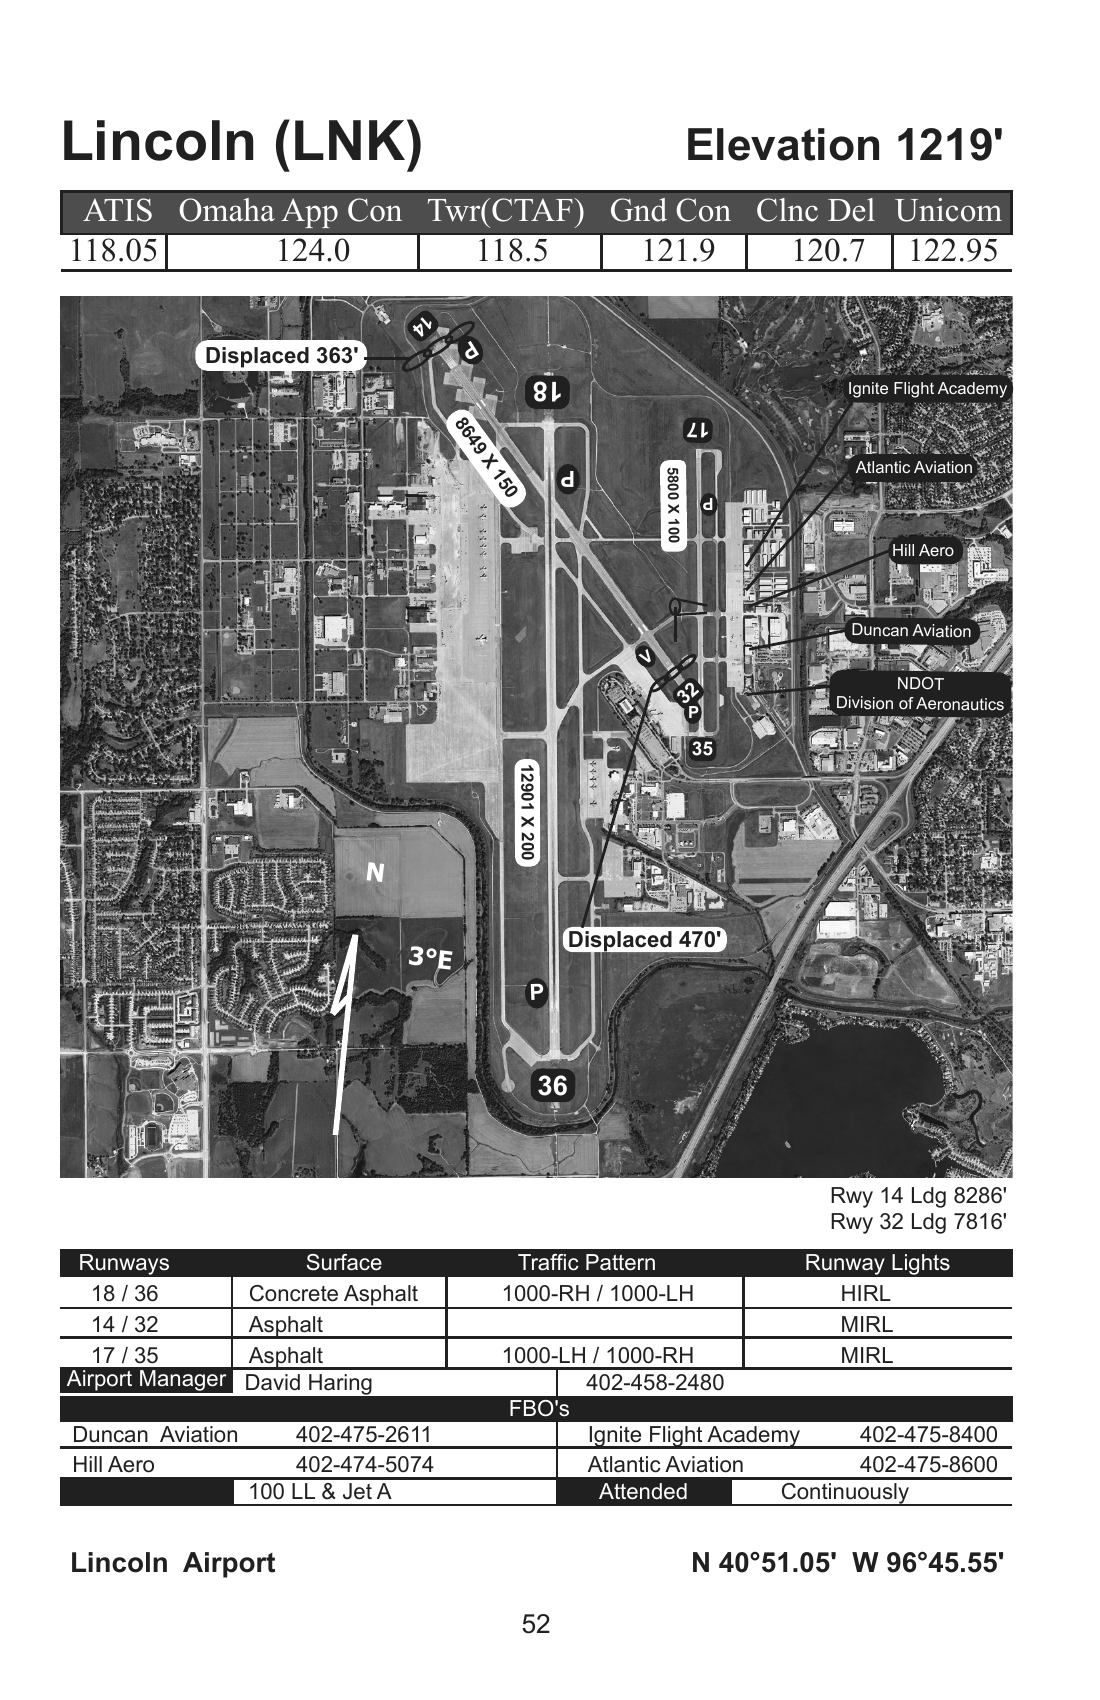 Lincoln (LNK) Elevation 1219'
ATIS Omaha App Con Twr(CTAF) Gnd Con Clnc Del Unicom
118.05 124.0 118.5 121.9 120.7 122.95
14
Displaced 363'
P
18
Ignite Flight Academy
17
8649 X 150
Atlantic Aviation
P
5800 X 100
P
Hill Aero
Duncan Aviation
V
32
P
NDOT
Division of Aeronautics
35
12901 X 200
N
Displaced 470'
3°E
P
36
Rwy 14 Ldg 8286'
Rwy 32 Ldg 7816'
Runways Surface Traffic Pattern Runway Lights
18 / 36 Concrete Asphalt 1000-RH / 1000-LH HIRL
14 / 32 Asphalt MIRL
17 / 35 Asphalt 1000-LH / 1000-RH MIRL
Airport Manager David Haring 402-458-2480
FBO's
Duncan Aviation 402-475-2611 Ignite Flight Academy 402-475-8400
Hill Aero 402-474-5074 Atlantic Aviation 402-475-8600
100 LL & Jet A Attended Continuously
Lincoln Airport N 40°51.05' W 96°45.55'
52